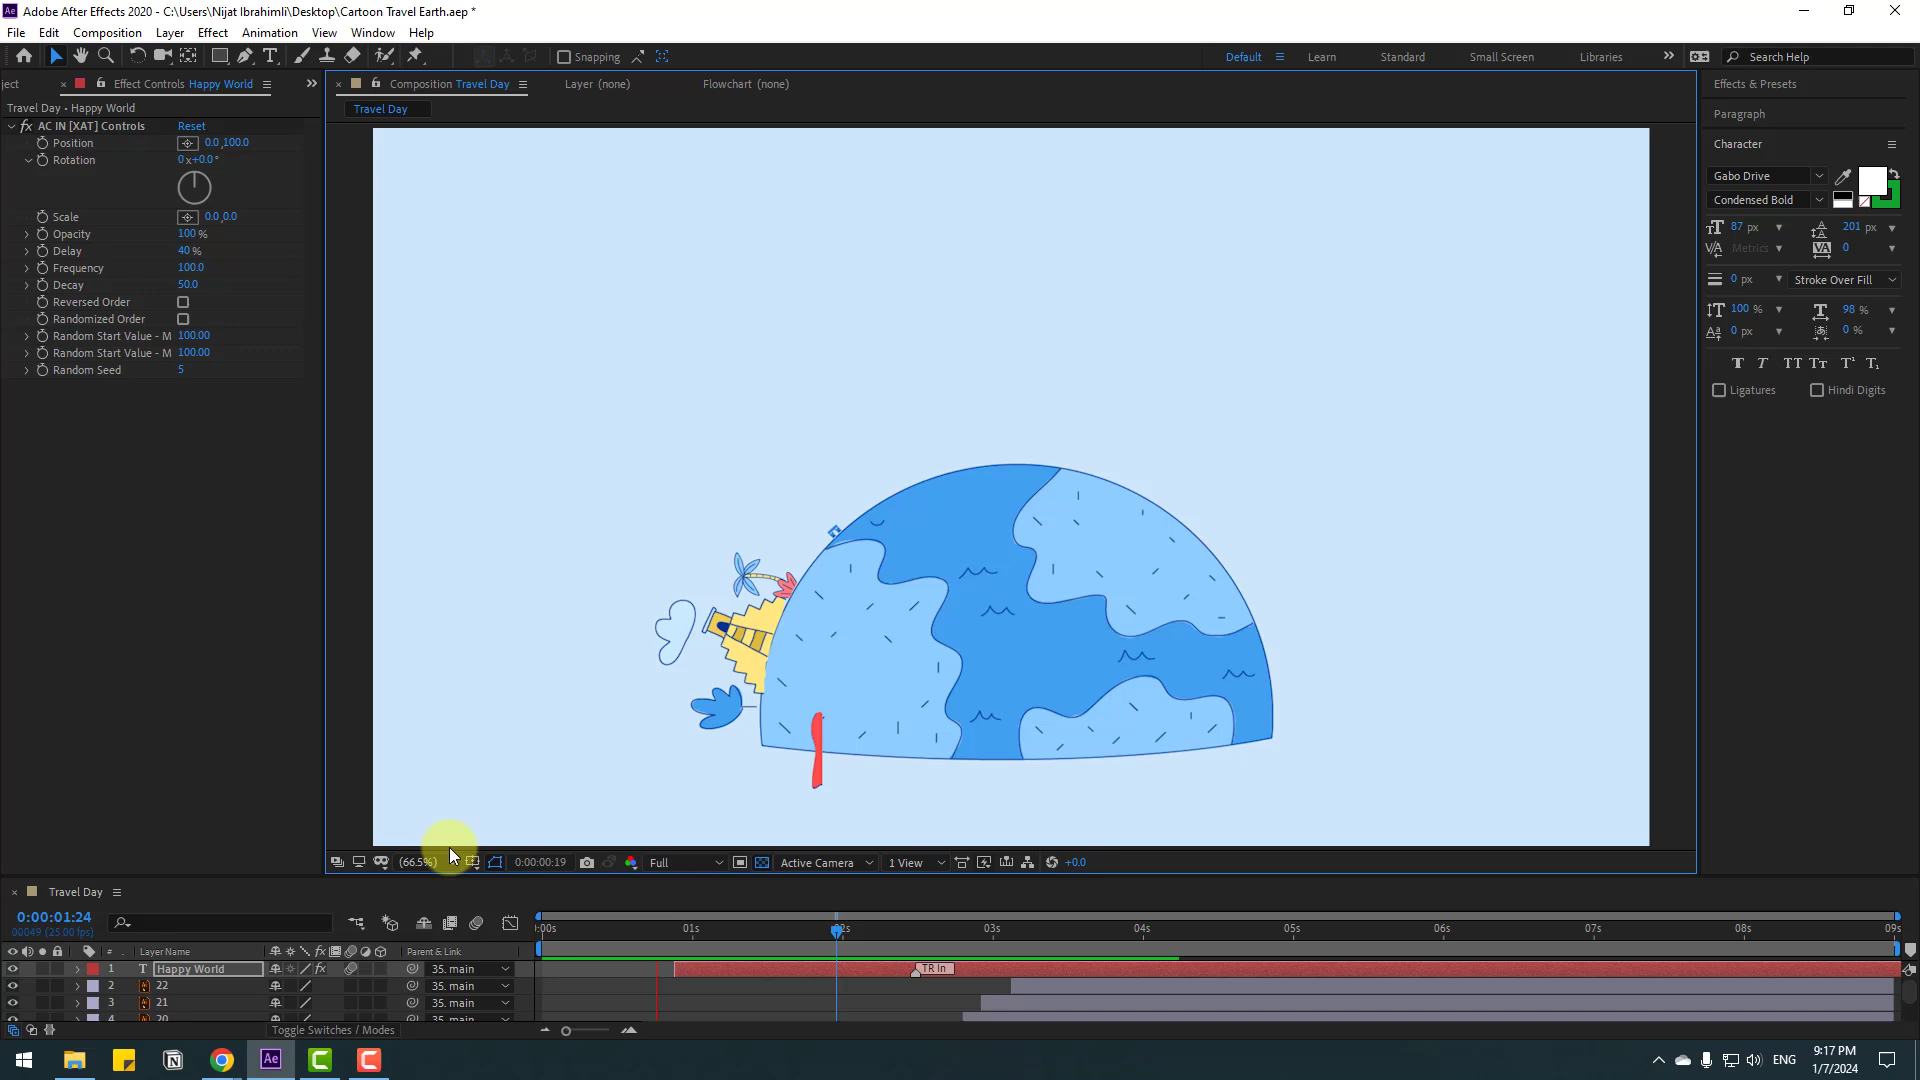 Adobe After Effects 2020 - C:\Users\Nijat Ibrahimli\Desktop\Cartoon Travel Earth.aep *
File Edit Composition Layer Effect Animation View Window Help
Snapping Default Learn Standard Small Screen Libraries Search Help
ject Effect Controls Happy World
Composition Travel Day Layer (none) Flowchart (none)
Travel Day
Travel Day • Happy World
fx AC IN [XAT] Controls Reset
Position 0.0,100.0
Rotation 0x+0.0°
Scale 0.0,0.0
Opacity 100 %
Delay 40 %
Frequency 100.0
Decay 50.0
Reversed Order
Randomized Order
Random Start Value - M 100.00
Random Start Value - M 100.00
Random Seed 5
Effects & Presets
Paragraph
Character
Gabo Drive
Condensed Bold
87 px 201 px
Metrics 0
0 px Stroke Over Fill
100 % 98 %
0 px 0 %
Ligatures Hindi Digits
(66.5%) 0:00:00:19 Full Active Camera 1 View +0.0
Travel Day
0:00:01:24
00049 (25.00 fps)
:00s 01s 02s 03s 04s 05s 06s 07s 08s 09s
# Layer Name fx Parent & Link
1 T Happy World fx 35. main TR In
2 22 35. main
3 21 35. main
4 20 35. main
Toggle Switches / Modes
ENG
9:17 PM
1/7/2024